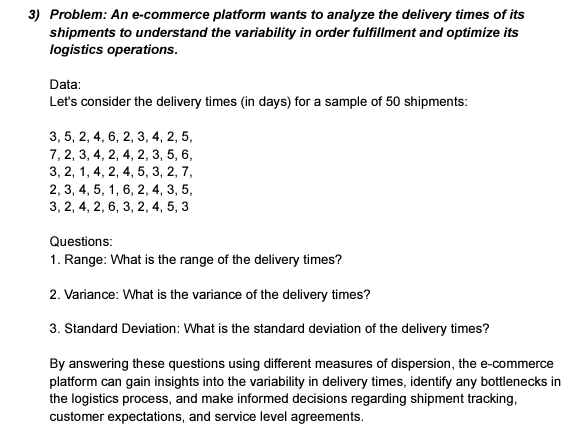 3) Problem: An e-commerce platform wants to analyze the delivery times of its
shipments to understand the variability in order fulfillment and optimize its
logistics operations.
Data:
Let's consider the delivery times (in days) for a sample of 50 shipments:
3, 5, 2, 4, 6, 2, 3, 4, 2, 5,
7, 2, 3, 4, 2, 4, 2, 3, 5, 6,
3, 2, 1, 4, 2, 4, 5, 3, 2, 7,
2, 3, 4, 5, 1, 6, 2, 4, 3, 5,
3, 2, 4, 2, 6, 3, 2, 4, 5, 3
Questions:
1. Range: What is the range of the delivery times?
2. Variance: What is the variance of the delivery times?
3. Standard Deviation: What is the standard deviation of the delivery times?
By answering these questions using different measures of dispersion, the e-commerce
platform can gain insights into the variability in delivery times, identify any bottlenecks in
the logistics process, and make informed decisions regarding shipment tracking,
customer expectations, and service level agreements.